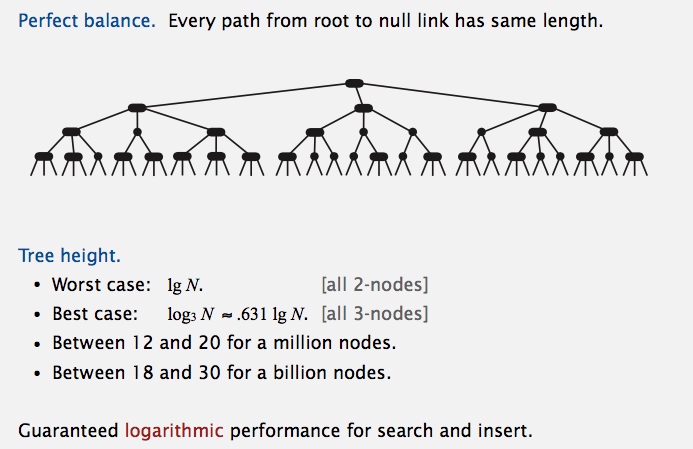 Perfect balance. Every path from root to null link has same length.
Tree height.
• Worst case: lg N. [all 2-nodes]
• Best case: log₃ N ≈ .631 lg N. [all 3-nodes]
• Between 12 and 20 for a million nodes.
• Between 18 and 30 for a billion nodes.
Guaranteed logarithmic performance for search and insert.